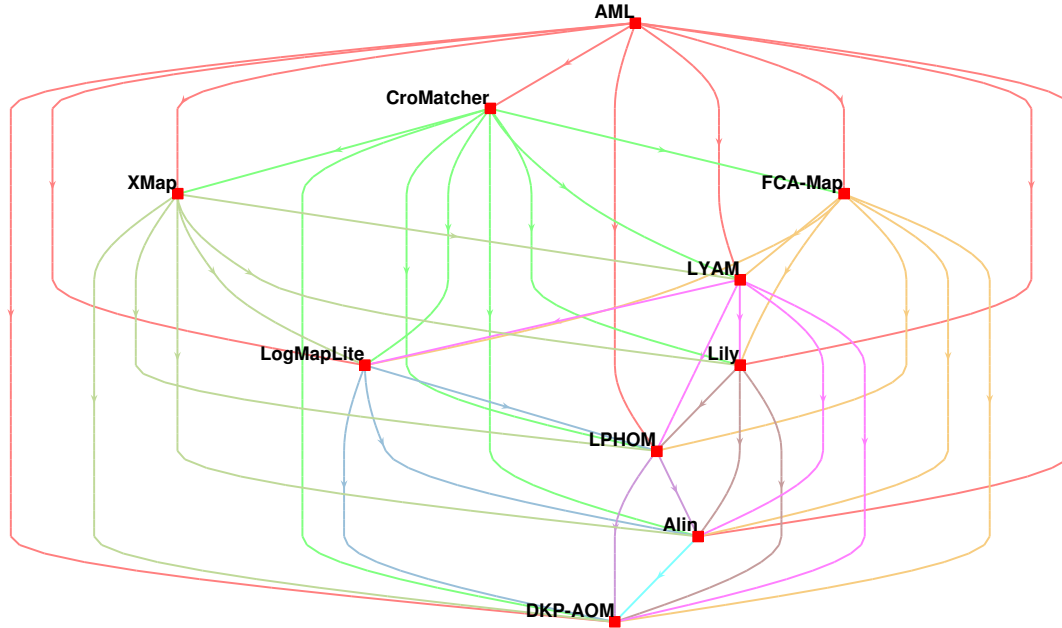 AML
CroMatcher
XMap
FCA-Map
LYAM
LogMapLite
Lily
LPHOM
Alin
DKP-AOM